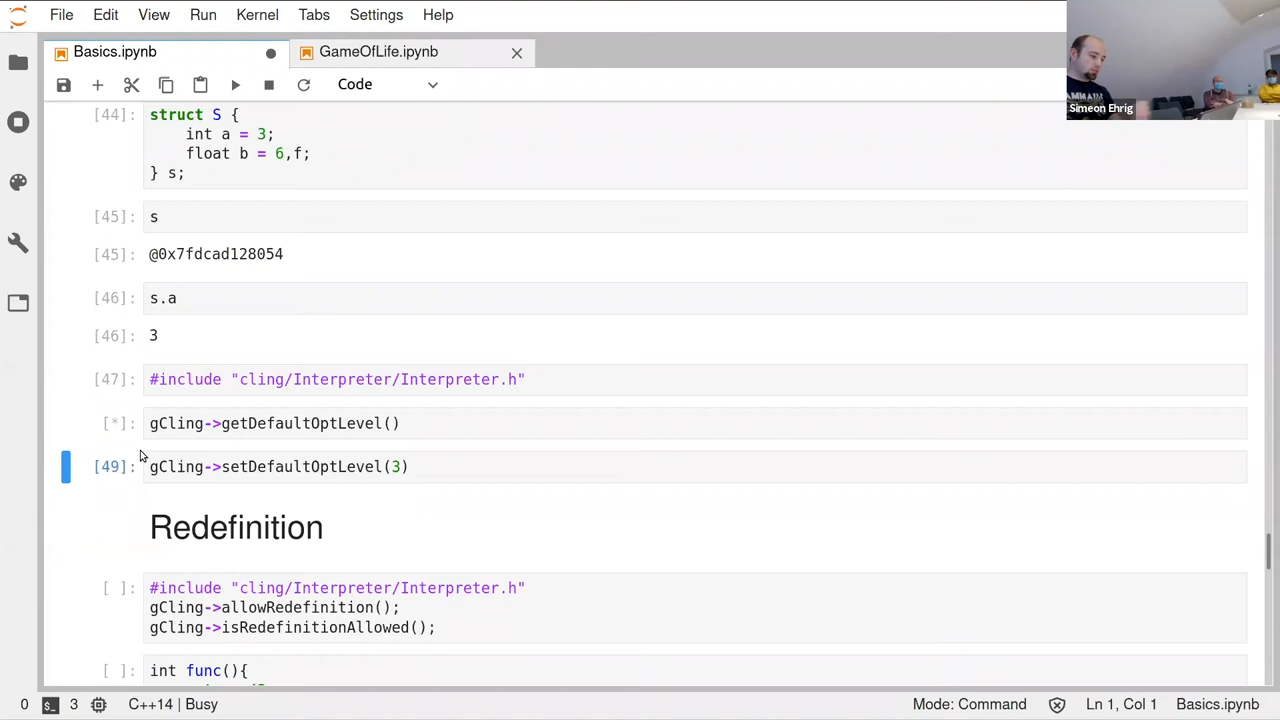 File Edit View Run Kernel Tabs Settings Help
Basics.ipynb GameOfLife.ipynb
Code
Simeon Ehrig
[44]: struct S {
int a = 3;
float b = 6,f;
} s;
[45]: s
[45]: @0x7fdcad128054
[46]: s.a
[46]: 3
[47]: #include "cling/Interpreter/Interpreter.h"
[*]: gCling->getDefaultOptLevel()
[49]: gCling->setDefaultOptLevel(3)
Redefinition
[ ]: #include "cling/Interpreter/Interpreter.h"
gCling->allowRedefinition();
gCling->isRedefinitionAllowed();
[ ]: int func(){
0 $_ 3 C++14 | Busy Mode: Command Ln 1, Col 1 Basics.ipynb